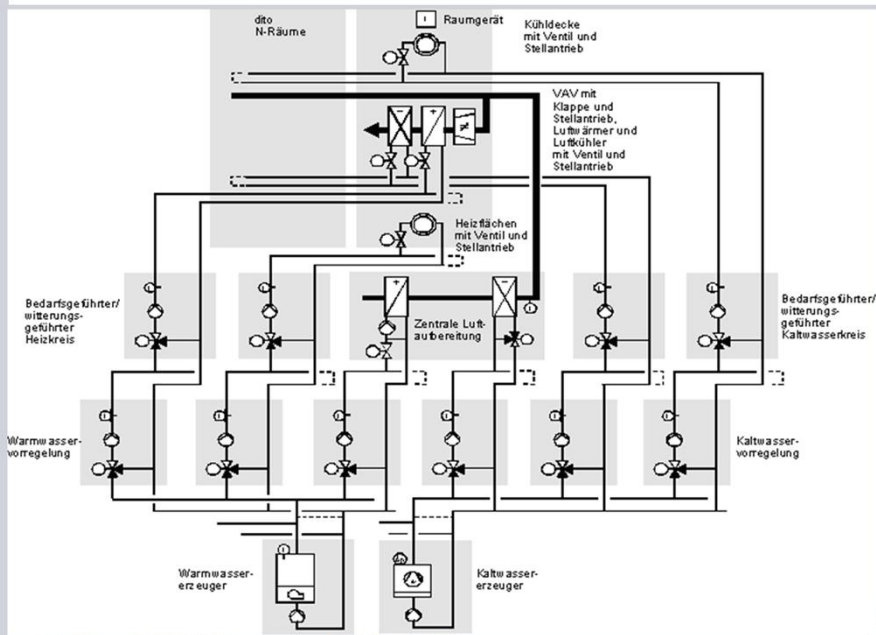 dito
N-Räume
Raumgerät
Kühldecke
mit Ventil und
Stellantrieb
VAV mit
Klappe und
Stellantrieb,
Luftwärmer und
Luftkühler
mit Ventil und
Stellantrieb
Heizflächen
mit Ventil und
Stellantrieb
Bedarfsgeführter/
witterungs-
geführter
Heizkreis
Zentrale Luft-
aufbereitung
Bedarfsgeführter/
witterungs-
geführter
Kaltwasserkreis
Warmwasser-
vorregelung
Kaltwasser-
vorregelung
Warmwasser-
erzeuger
Kaltwasser-
erzeuger